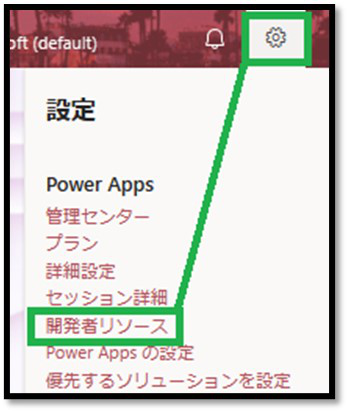 oft (default)
設定
Power Apps
管理センター
プラン
詳細設定
セッション詳細
開発者リソース
Power Apps の設定
優先するソリューションを設定